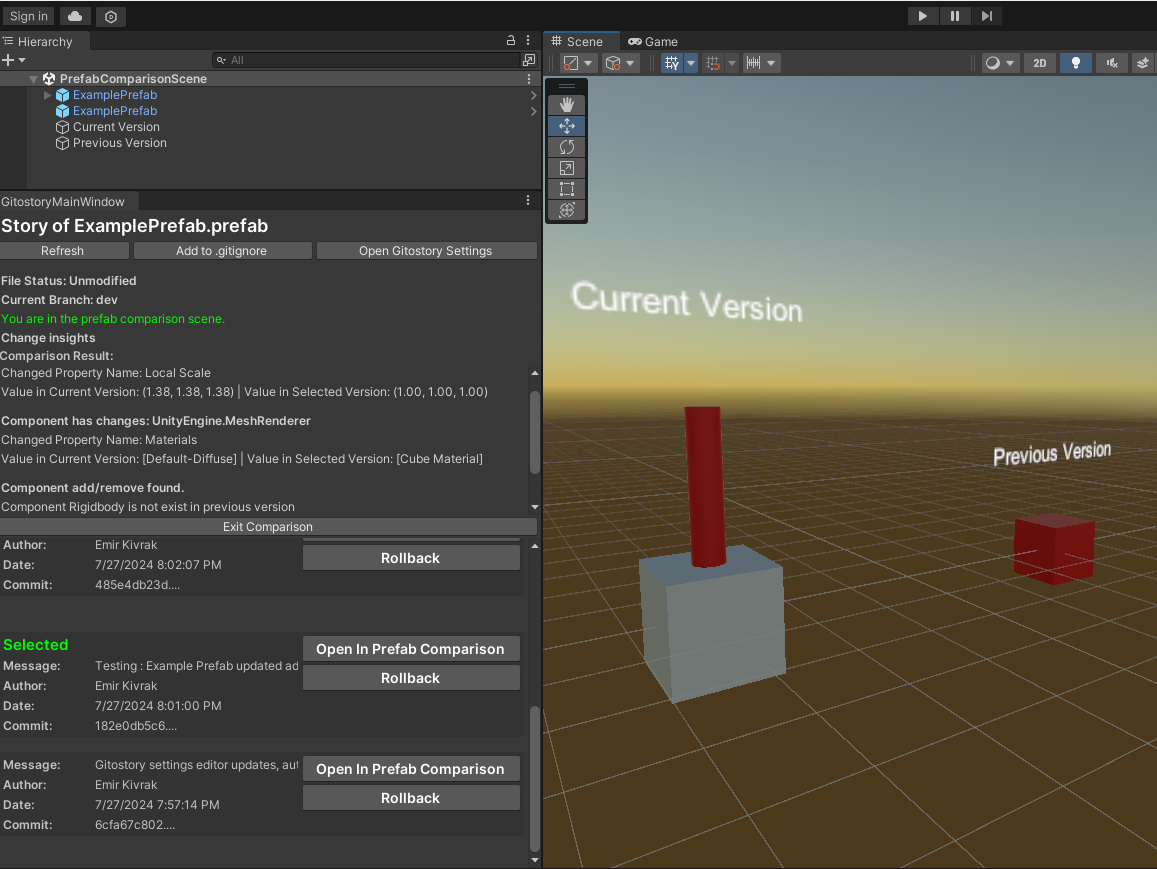 Sign in
Hierarchy
All
PrefabComparisonScene
ExamplePrefab
ExamplePrefab
Current Version
Previous Version
GitostoryMainWindow
Story of ExamplePrefab.prefab
Refresh
Add to .gitignore
Open Gitostory Settings
File Status: Unmodified
Current Branch: dev
You are in the prefab comparison scene.
Change insights
Comparison Result:
Changed Property Name: Local Scale
Value in Current Version: (1.38, 1.38, 1.38) | Value in Selected Version: (1.00, 1.00, 1.00)
Component has changes: UnityEngine.MeshRenderer
Changed Property Name: Materials
Value in Current Version: [Default-Diffuse] | Value in Selected Version: [Cube Material]
Component add/remove found.
Component Rigidbody is not exist in previous version
Exit Comparison
Author: Emir Kivrak
Rollback
Date: 7/27/2024 8:02:07 PM
Commit: 485e4db23d....
Selected
Open In Prefab Comparison
Message: Testing : Example Prefab updated ad
Rollback
Author: Emir Kivrak
Date: 7/27/2024 8:01:00 PM
Commit: 182e0db5c6....
Message: Gitostory settings editor updates, au
Open In Prefab Comparison
Author: Emir Kivrak
Rollback
Date: 7/27/2024 7:57:14 PM
Commit: 6cfa67c802....
Scene
Game
2D
Current Version
Previous Version